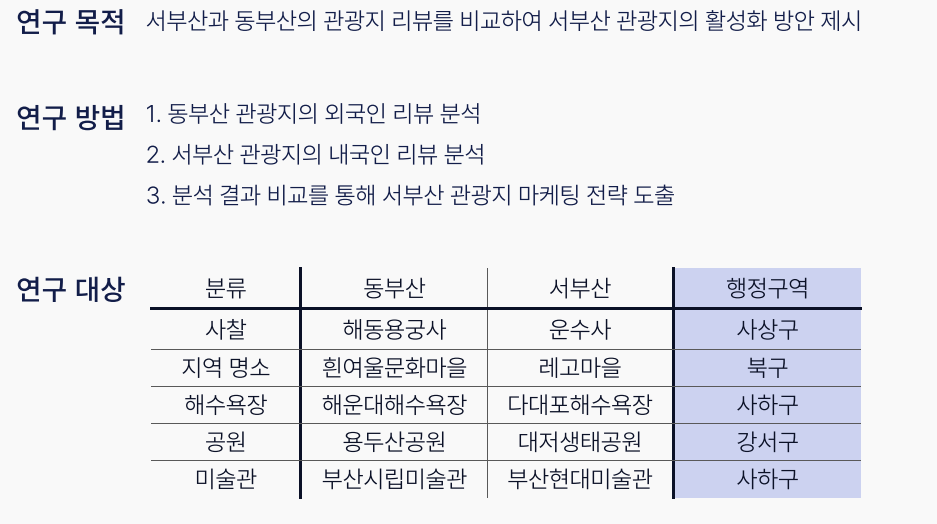 연구 목적 서부산과 동부산의 관광지 리뷰를 비교하여 서부산 관광지의 활성화 방안 제시
연구 방법 1. 동부산 관광지의 외국인 리뷰 분석
2. 서부산 관광지의 내국인 리뷰 분석
3. 분석 결과 비교를 통해 서부산 관광지 마케팅 전략 도출
연구 대상 분류 동부산 서부산 행정구역
사찰 해동용궁사 운수사 사상구
지역 명소 흰여울문화마을 레고마을 북구
해수욕장 해운대해수욕장 다대포해수욕장 사하구
공원 용두산공원 대저생태공원 강서구
미술관 부산시립미술관 부산현대미술관 사하구